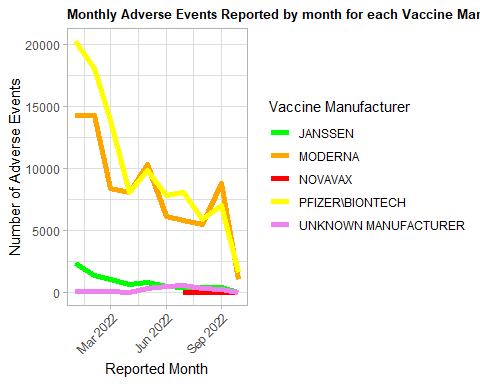 Monthly Adverse Events Reported by month for each Vaccine Mar
20000
15000
10000
5000
0
Number of Adverse Events
Mar 2022
Jun 2022
Sep 2022
Reported Month
Vaccine Manufacturer
JANSSEN
MODERNA
NOVAVAX
PFIZER\BIONTECH
UNKNOWN MANUFACTURER